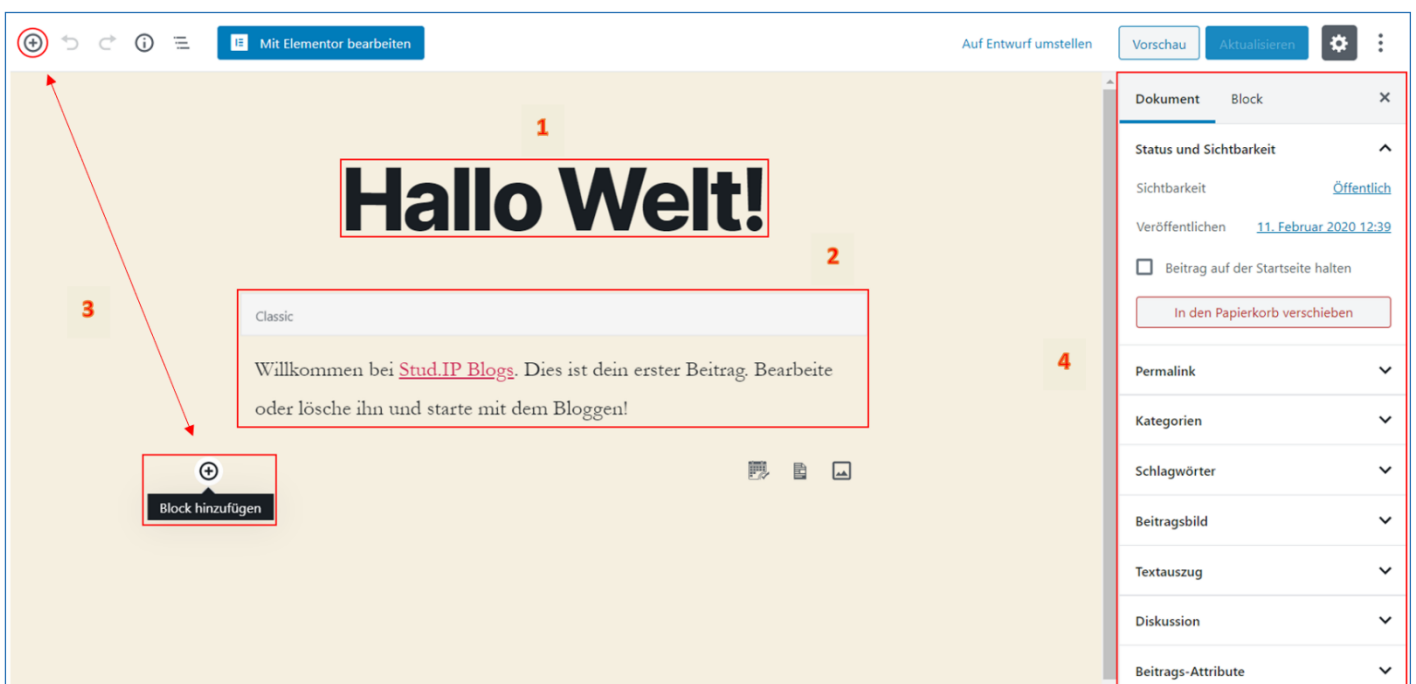 Mit Elementor bearbeiten
Auf Entwurf umstellen
Vorschau
Aktualisieren
1
Hallo Welt!
2
3
Classic
Willkommen bei Stud.IP Blogs. Dies ist dein erster Beitrag. Bearbeite
oder lösche ihn und starte mit dem Bloggen!
Block hinzufügen
4
Dokument
Block
Status und Sichtbarkeit
Sichtbarkeit Öffentlich
Veröffentlichen 11. Februar 2020 12:39
Beitrag auf der Startseite halten
In den Papierkorb verschieben
Permalink
Kategorien
Schlagwörter
Beitragsbild
Textauszug
Diskussion
Beitrags-Attribute